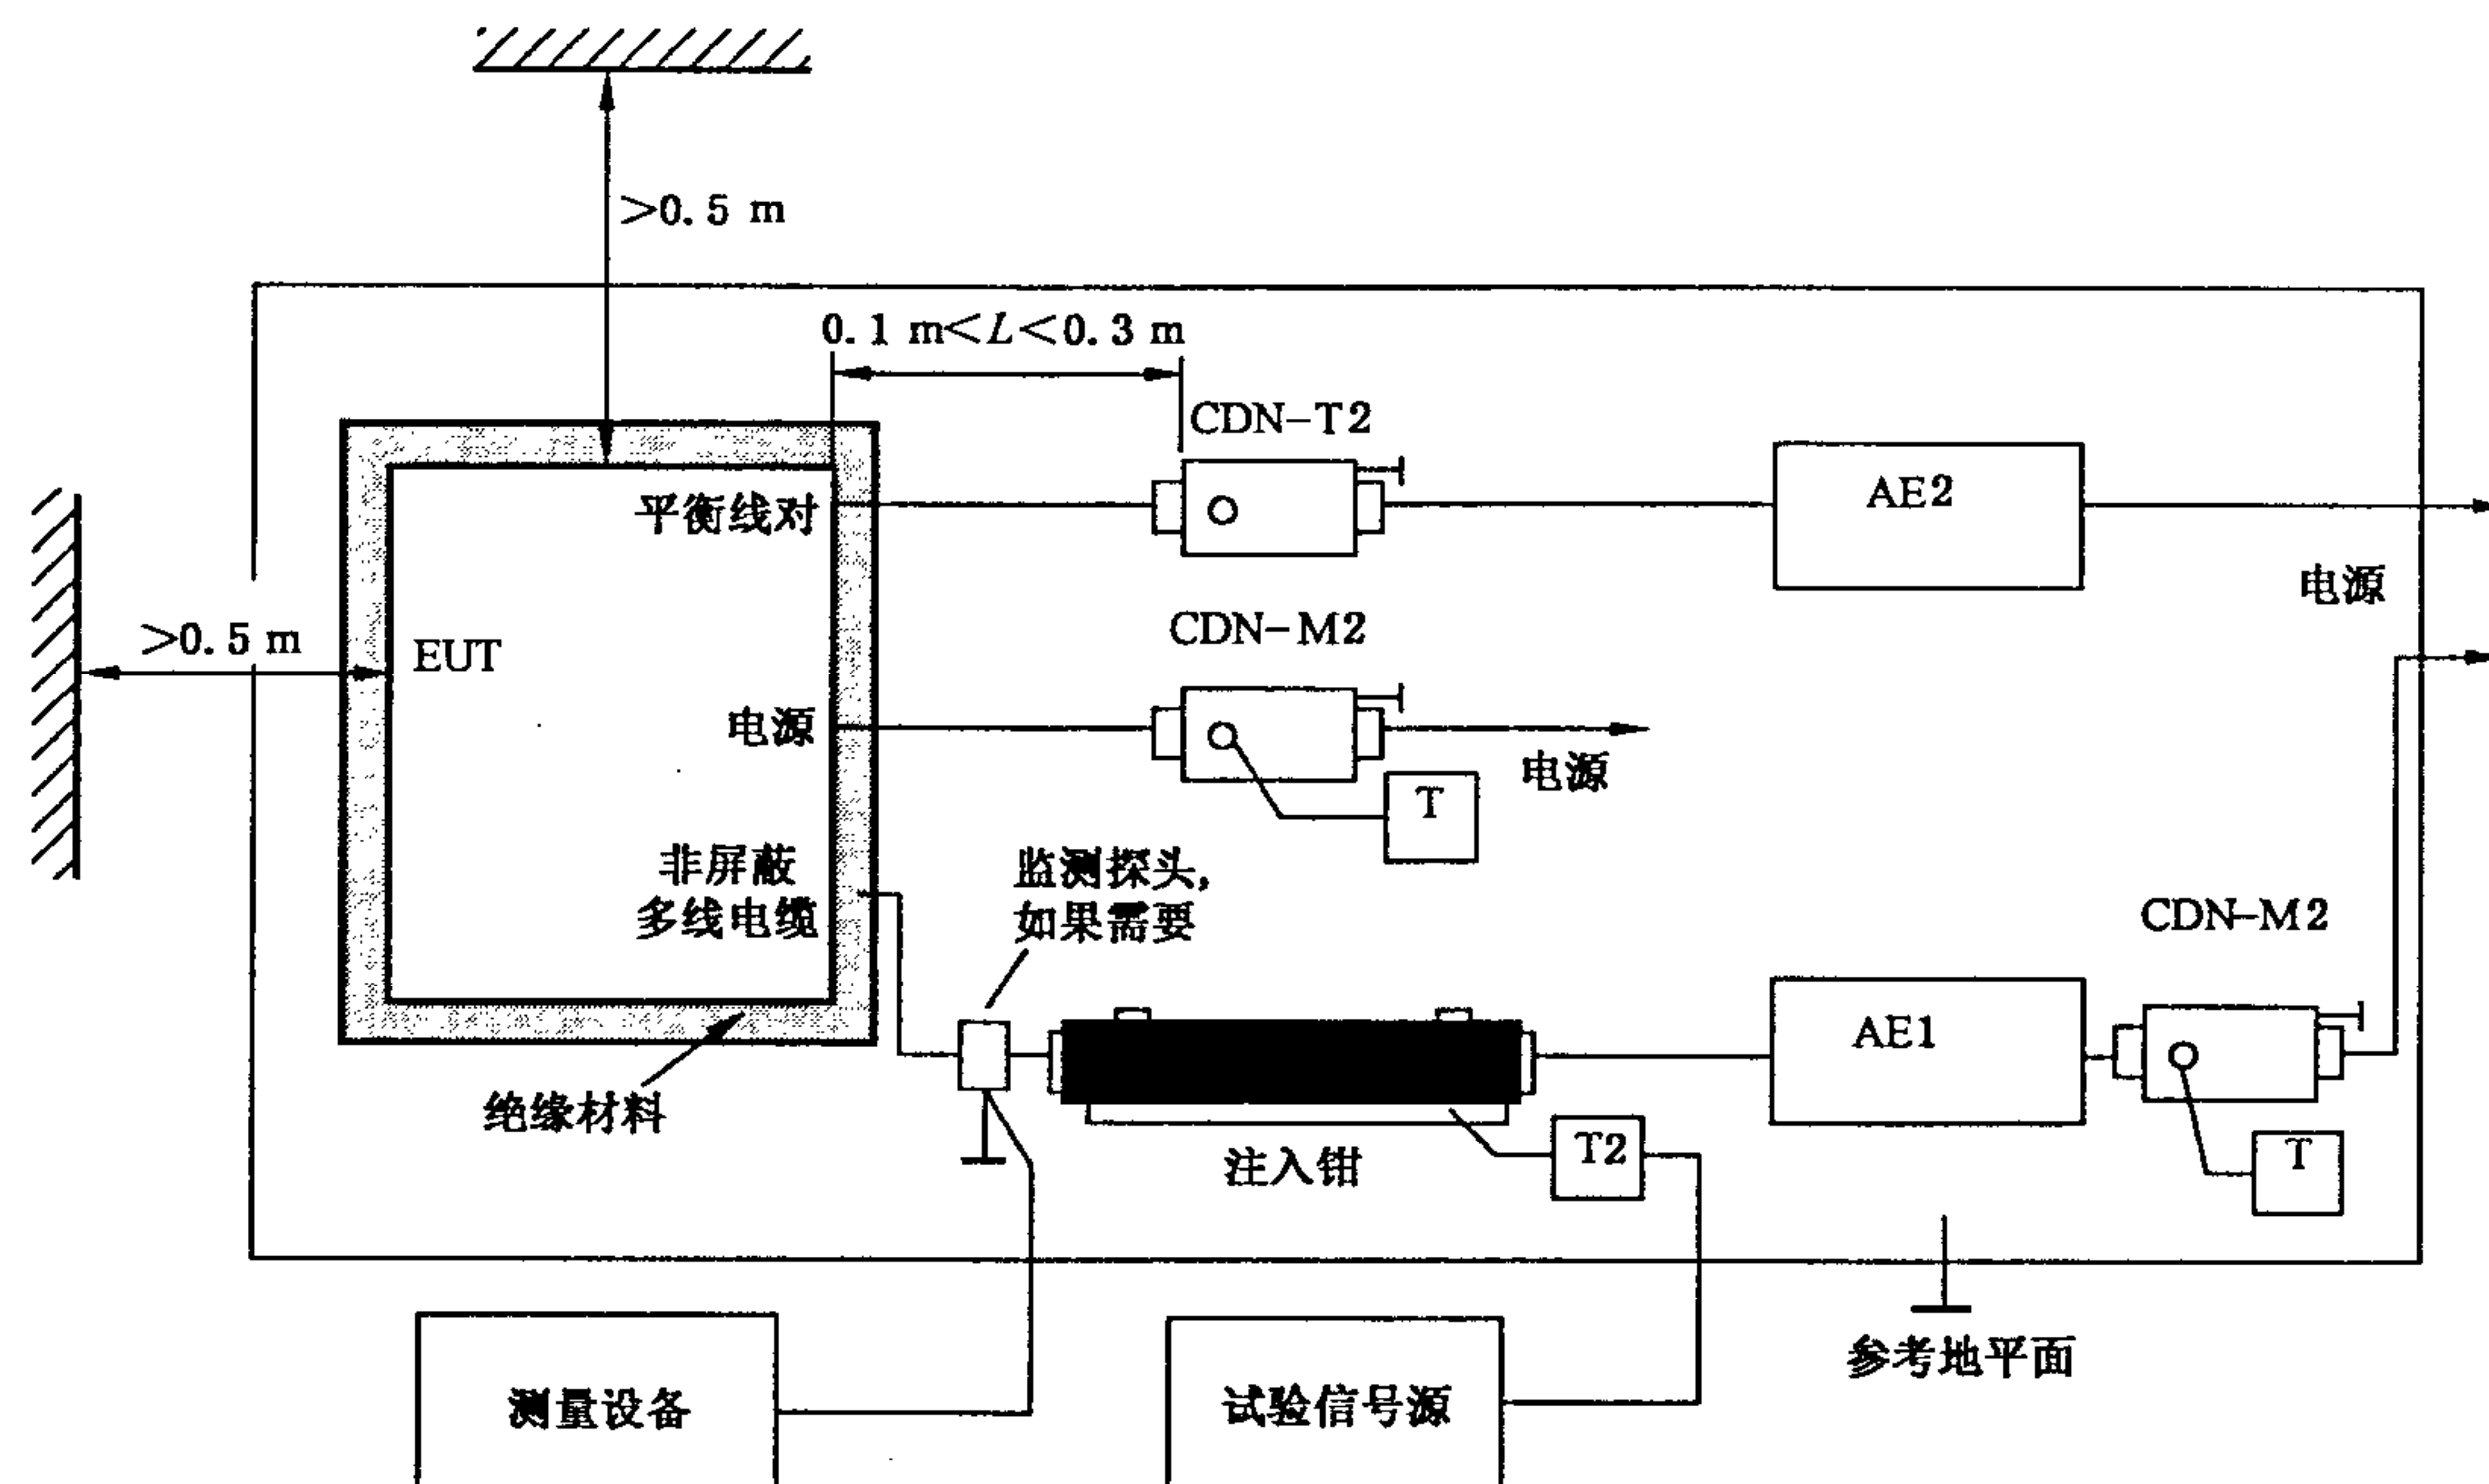 >0.5 m
0.1 m<L<0.3 m
CDN-T2
平衡线对
AE2
电源
CDN-M2
>0.5 m
EUT
电源
电源
T
非屏蔽
多线电缆
监测探头,
如果需要
CDN-M2
AE1
绝缘材料
注入钳
T2
T
参考地平面
测量设备
试验信号源